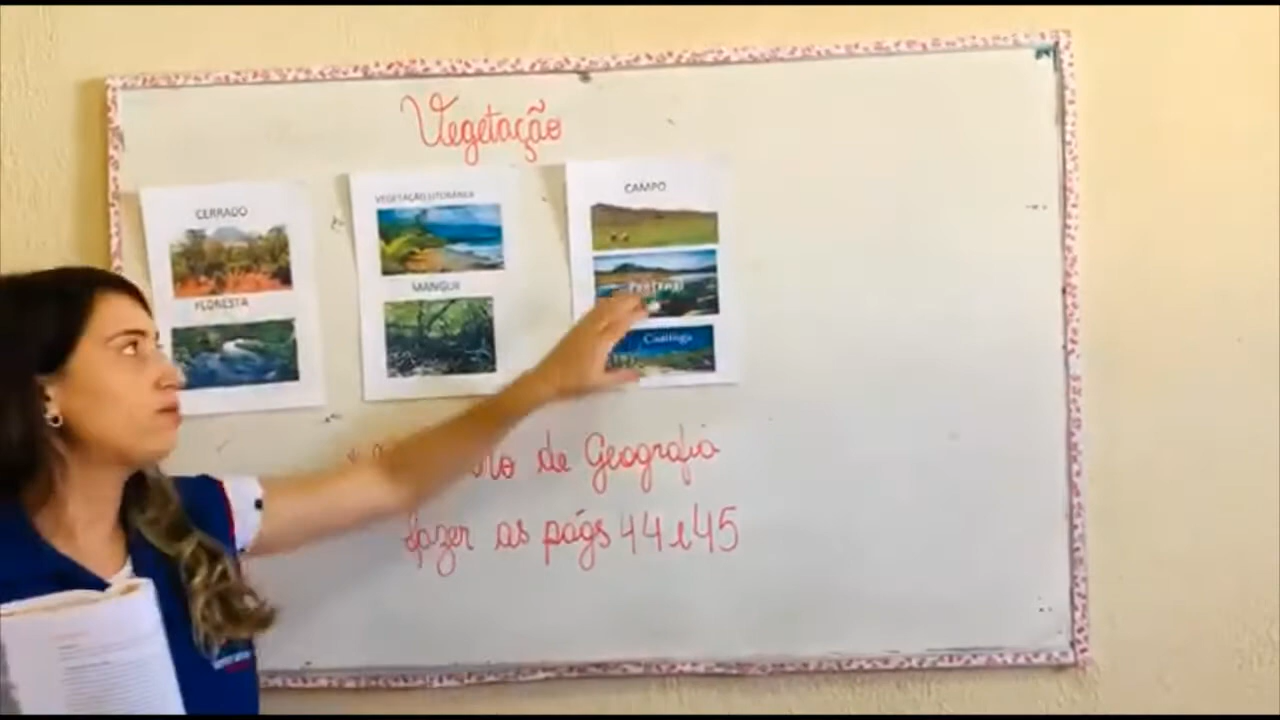 Vegetação
CERRADO
FLORESTA
VEGETAÇÃO LITORÂNEA
MANGUE
CAMPO
Pantanal
Caatinga
de Geografia
fazer as págs 44 e 45